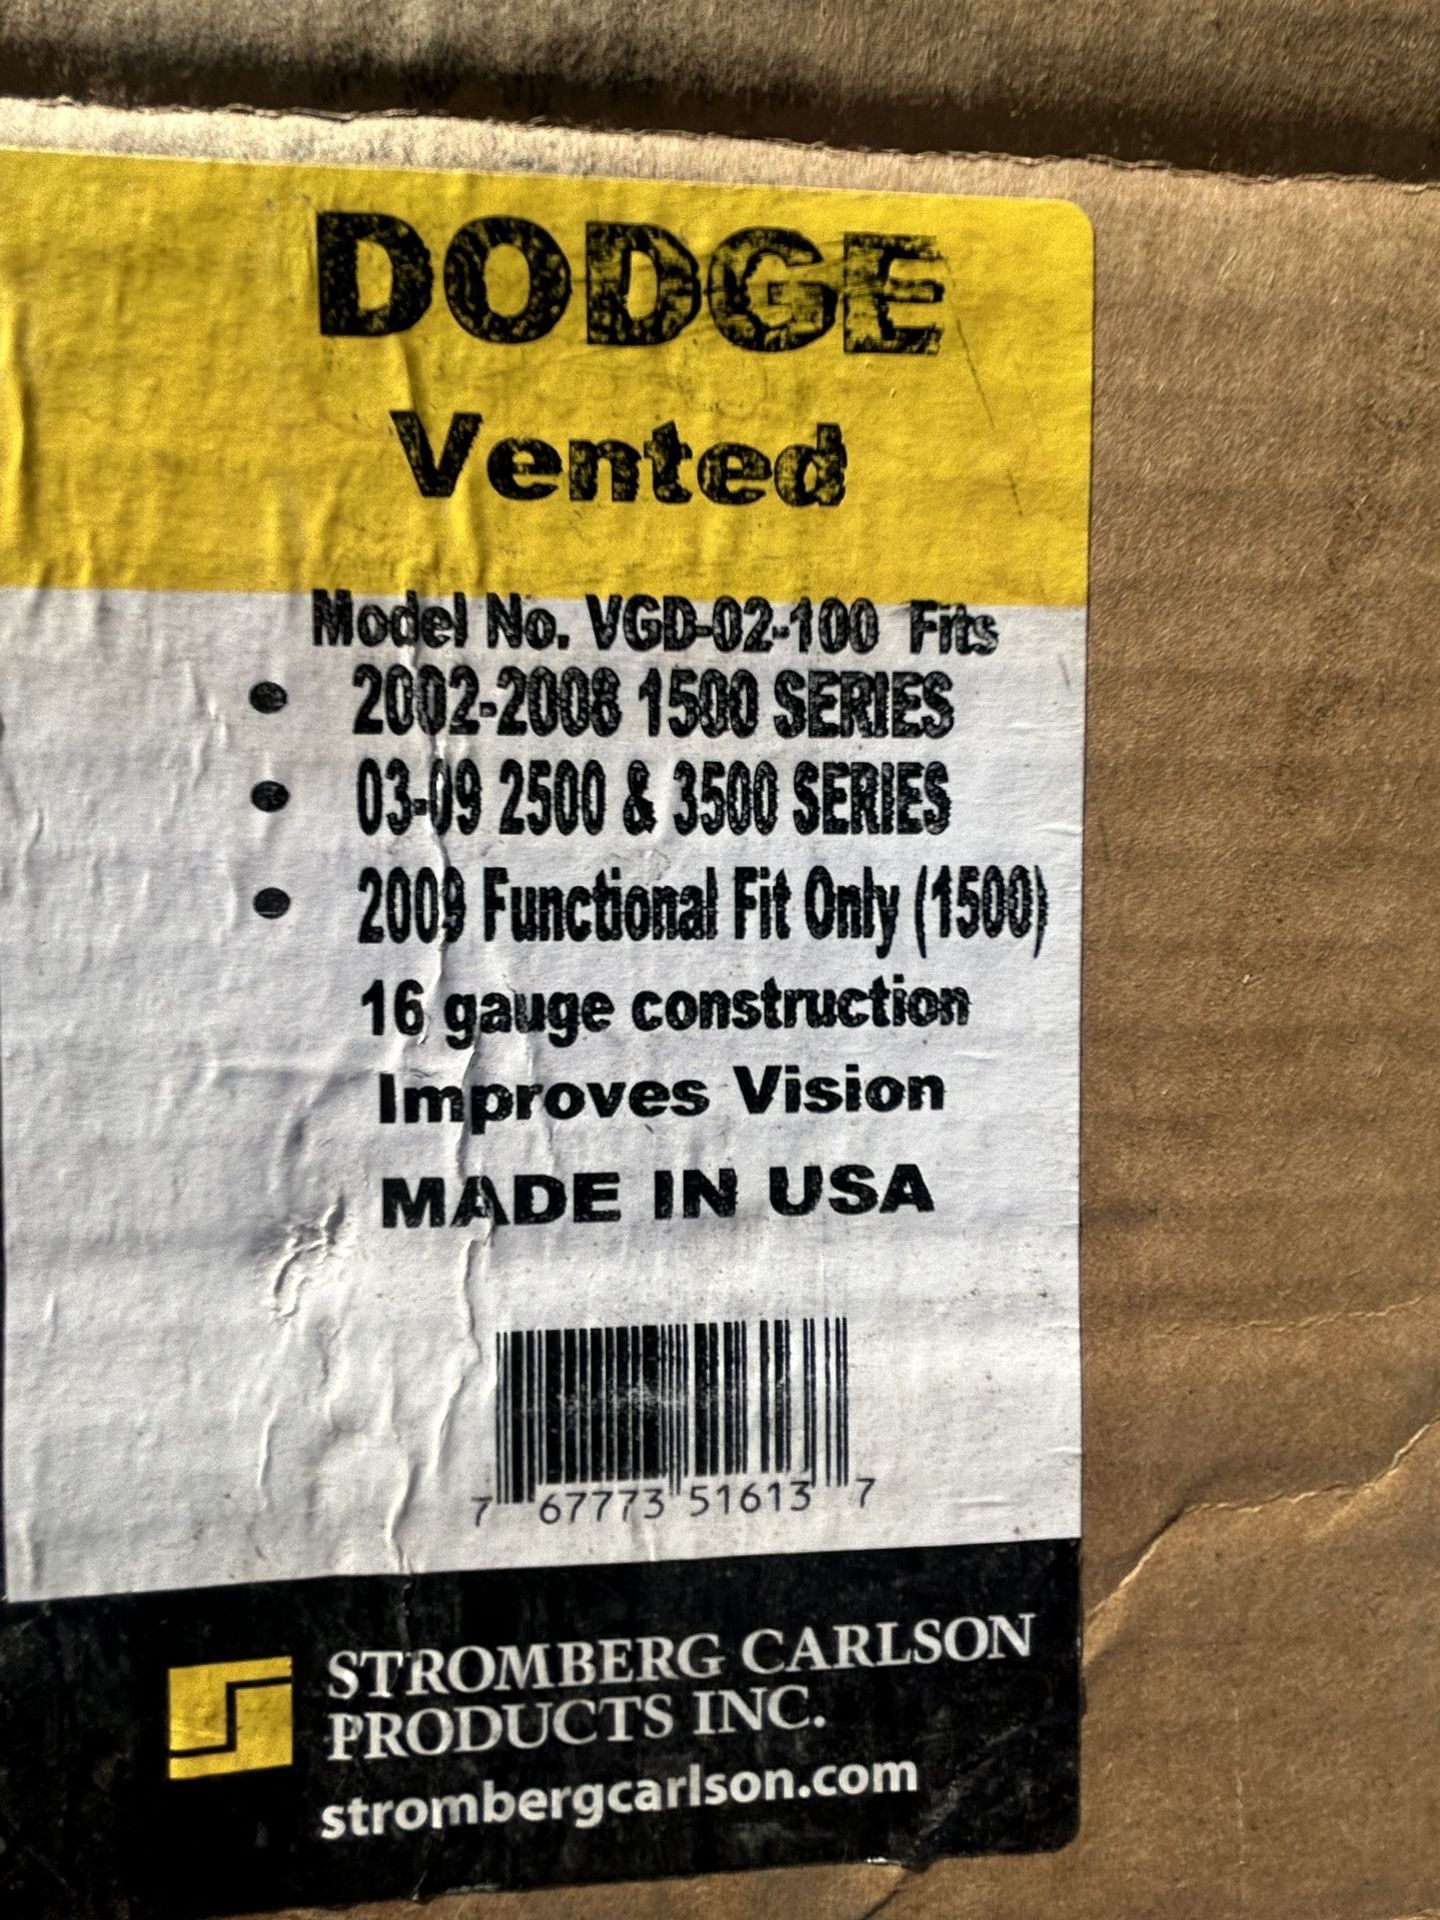 DODGE
Vented
Model No. VGD-02-100 Fits
• 2002-2008 1500 SERIES
• 03-09 2500 & 3500 SERIES
• 2009 Functional Fit Only (1500)
16 gauge construction
Improves Vision
MADE IN USA
7 67773 51613 7
STROMBERG CARLSON
PRODUCTS INC.
strombergcarlson.com